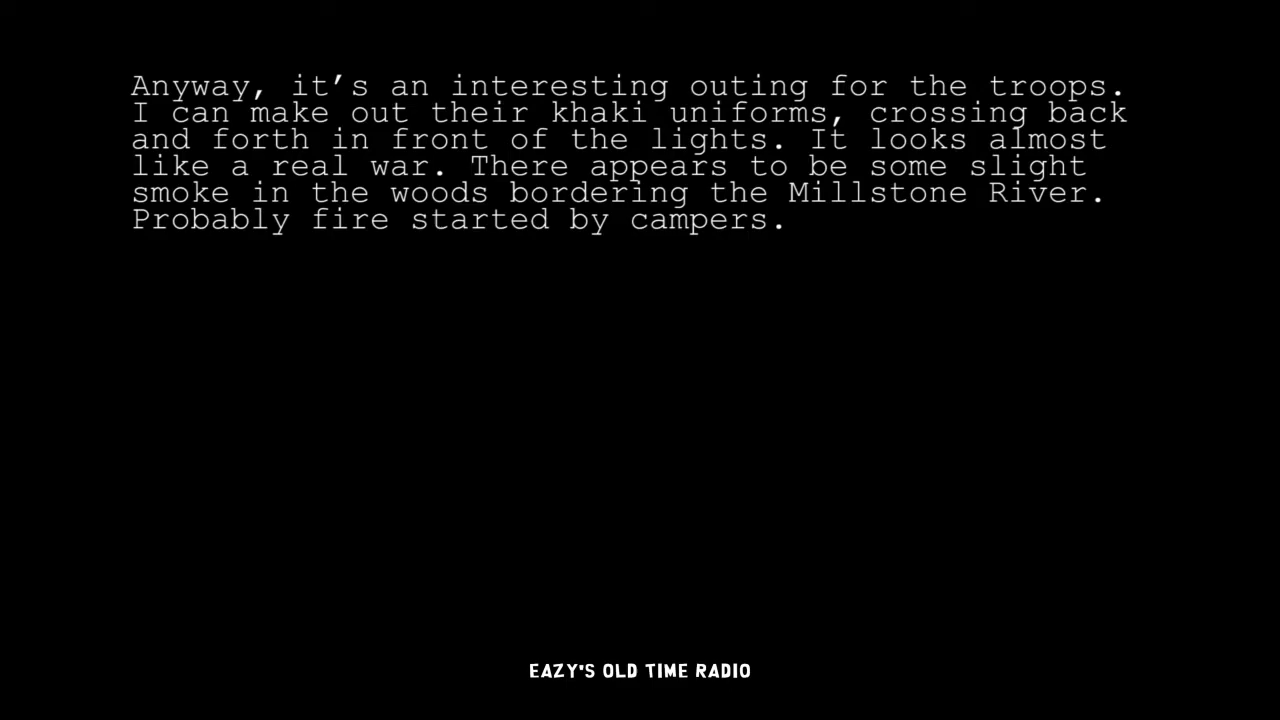 Anyway, it’s an interesting outing for the troops.
I can make out their khaki uniforms, crossing back
and forth in front of the lights. It looks almost
like a real war. There appears to be some slight
smoke in the woods bordering the Millstone River.
Probably fire started by campers.
EAZY'S OLD TIME RADIO